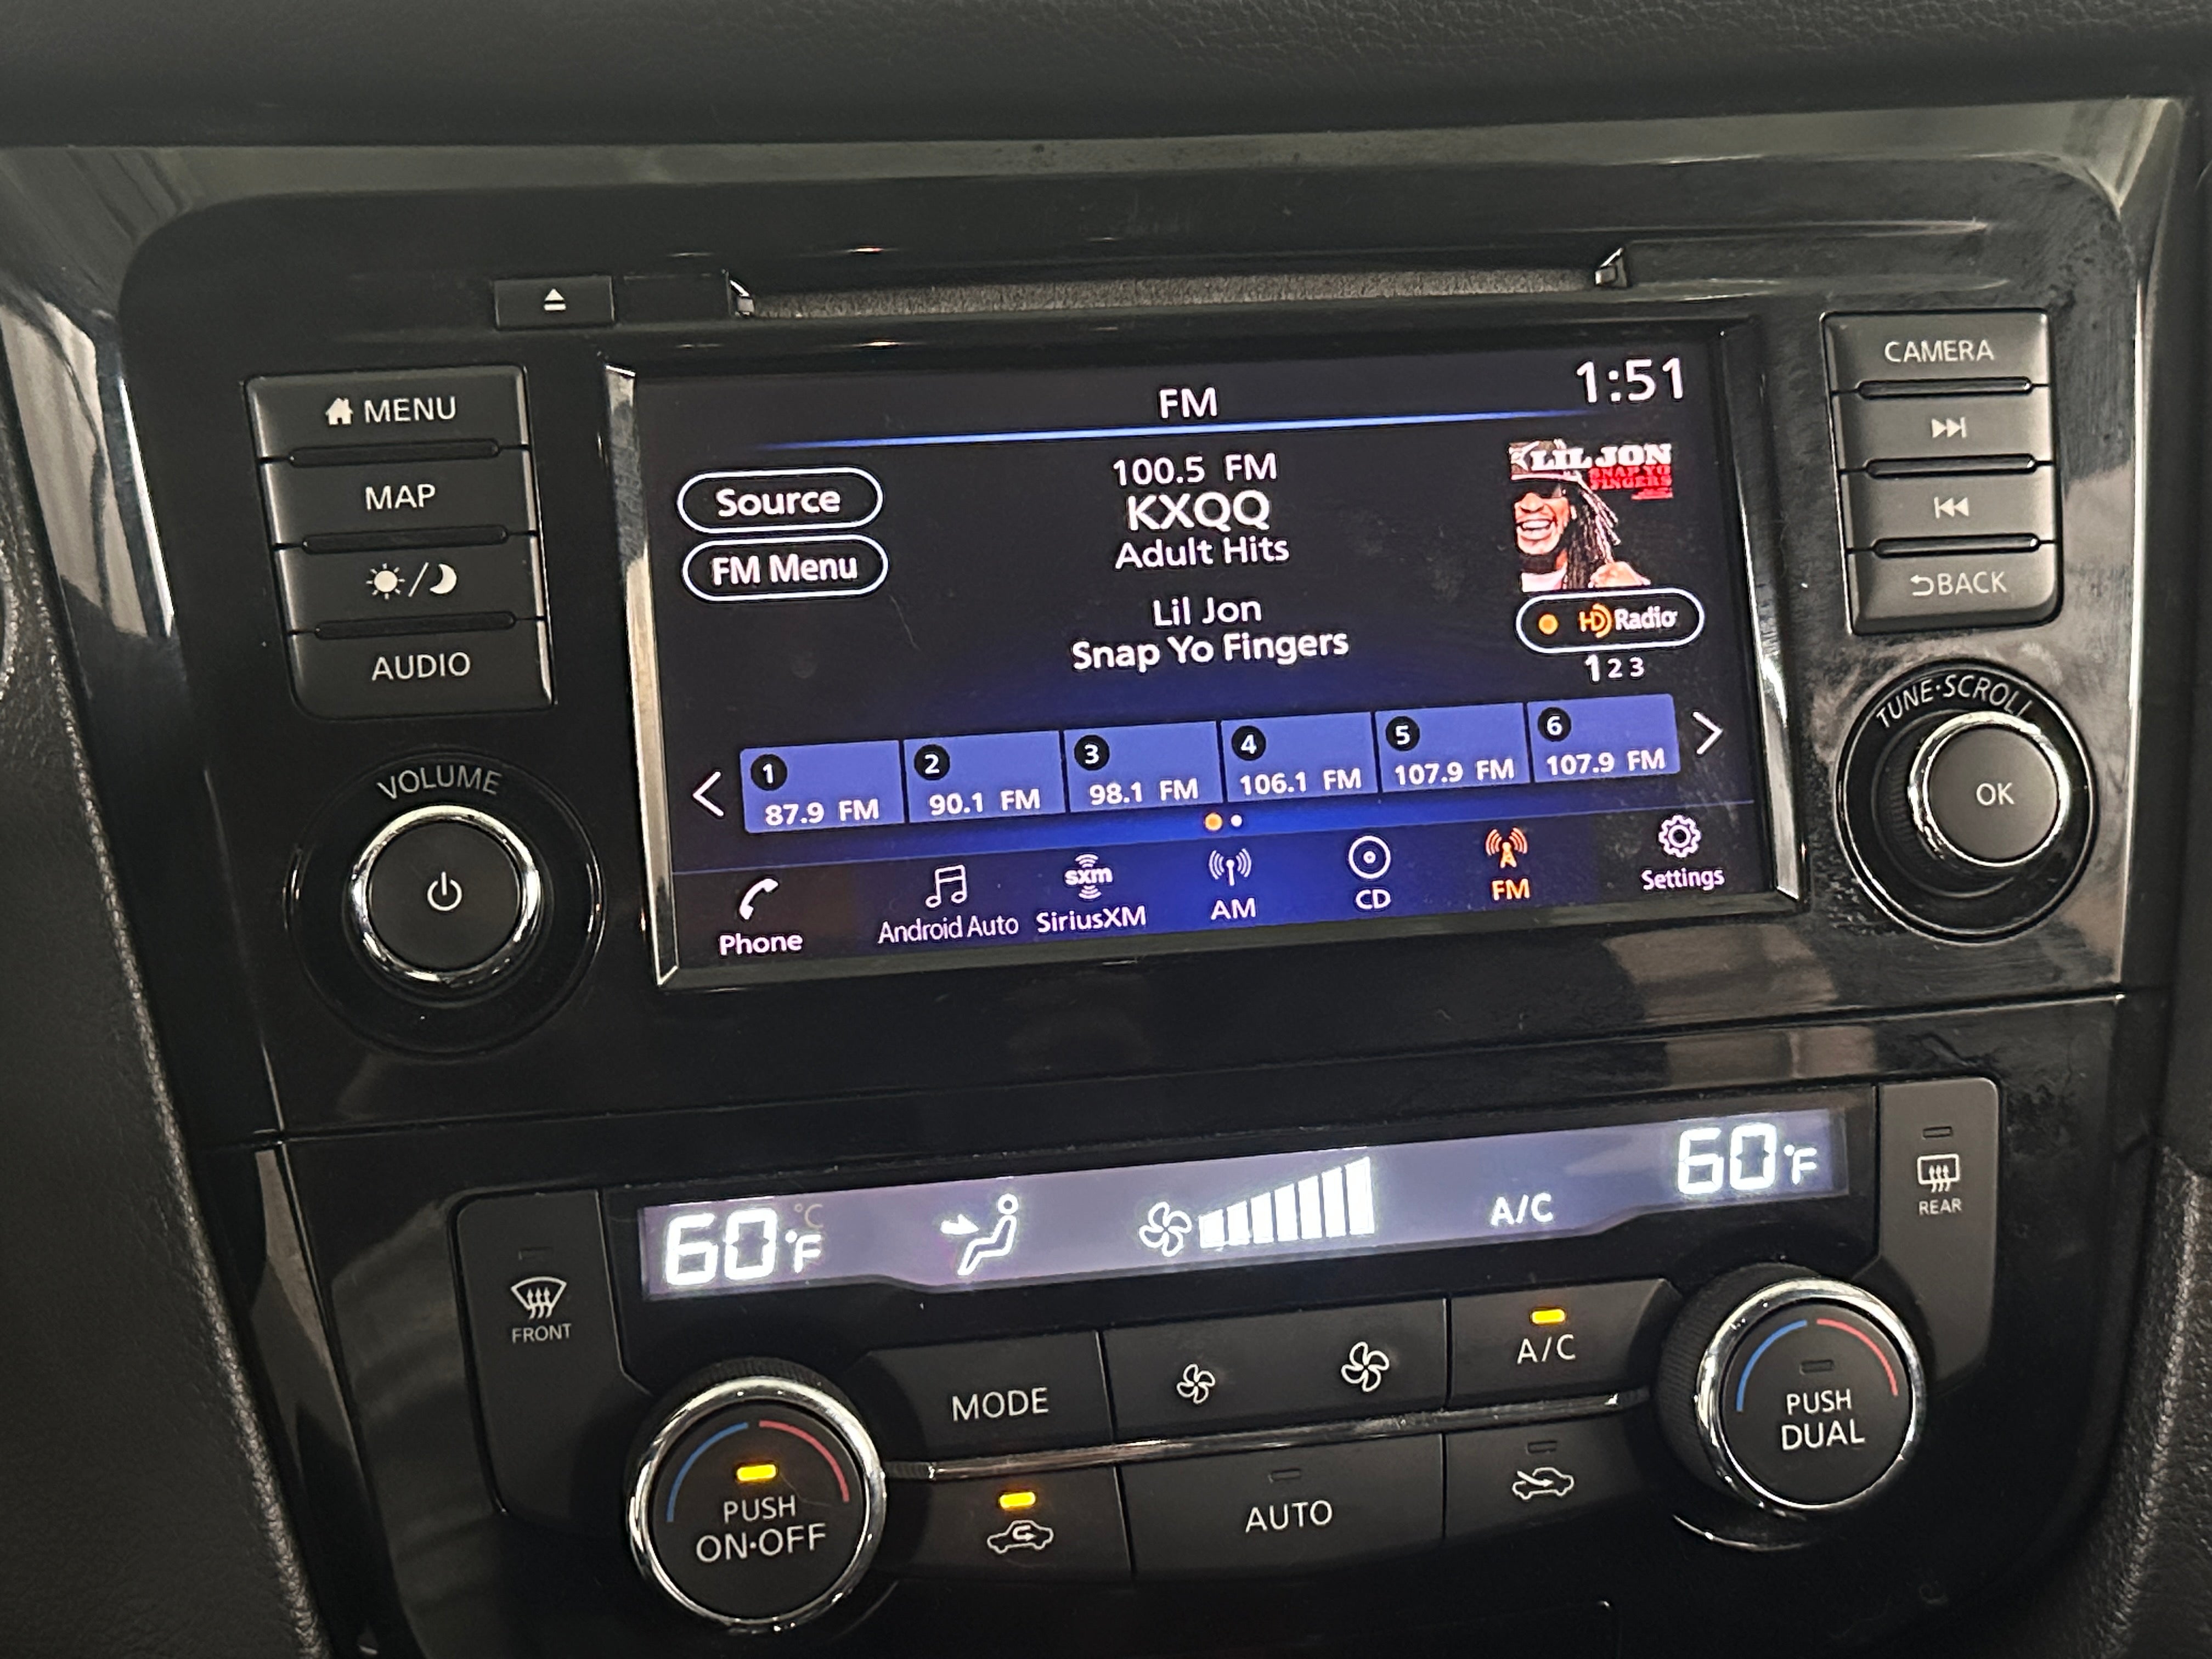 MENU
MAP
AUDIO
VOLUME
FM
1:51
Source
FM Menu
100.5 FM
KXQQ
Adult Hits
Lil Jon
Snap Yo Fingers
LIL JON
SNAP YO
FINGERS
HD Radio
1 2 3
1 87.9 FM
2 90.1 FM
3 98.1 FM
4 106.1 FM
5 107.9 FM
6 107.9 FM
Phone
Android Auto
sxm
SiriusXM
AM
CD
FM
Settings
CAMERA
BACK
TUNE·SCROLL
OK
60°F
°C
A/C
60°F
FRONT
REAR
MODE
A/C
PUSH
ON·OFF
AUTO
PUSH
DUAL